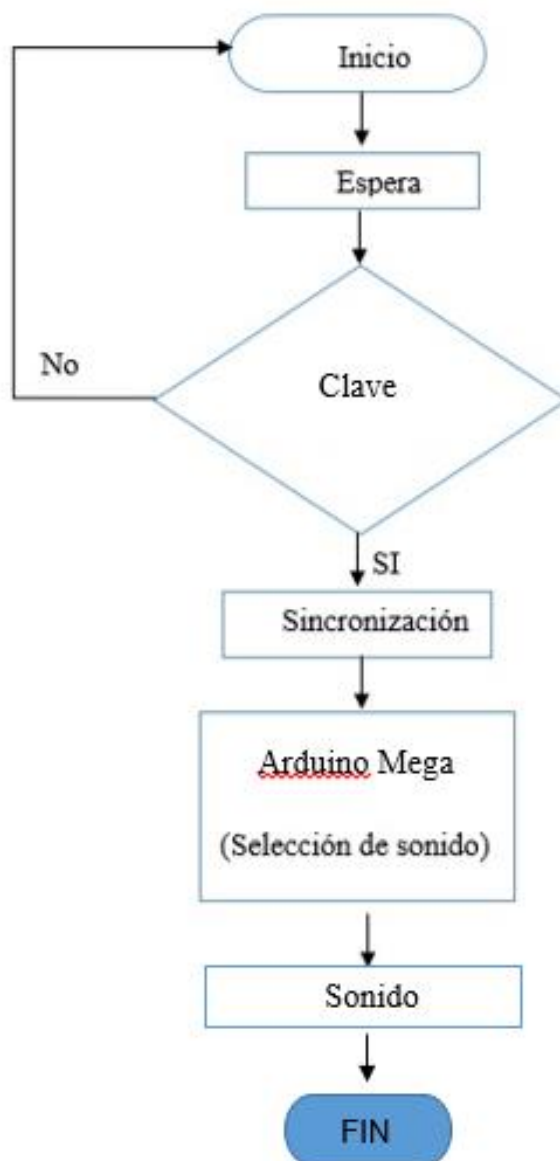 Inicio
Espera
Clave
No
SI
Sincronización
Arduino Mega
(Selección de sonido)
Sonido
FIN